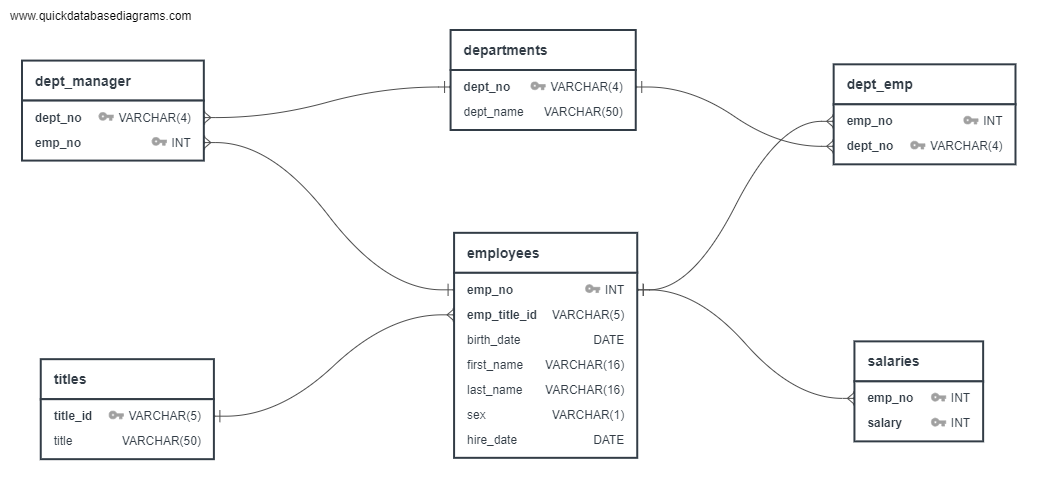 www.quickdatabasediagrams.com
dept_manager
dept_no VARCHAR(4)
emp_no INT
departments
dept_no VARCHAR(4)
dept_name VARCHAR(50)
dept_emp
emp_no INT
dept_no VARCHAR(4)
employees
emp_no INT
emp_title_id VARCHAR(5)
birth_date DATE
first_name VARCHAR(16)
last_name VARCHAR(16)
sex VARCHAR(1)
hire_date DATE
titles
title_id VARCHAR(5)
title VARCHAR(50)
salaries
emp_no INT
salary INT